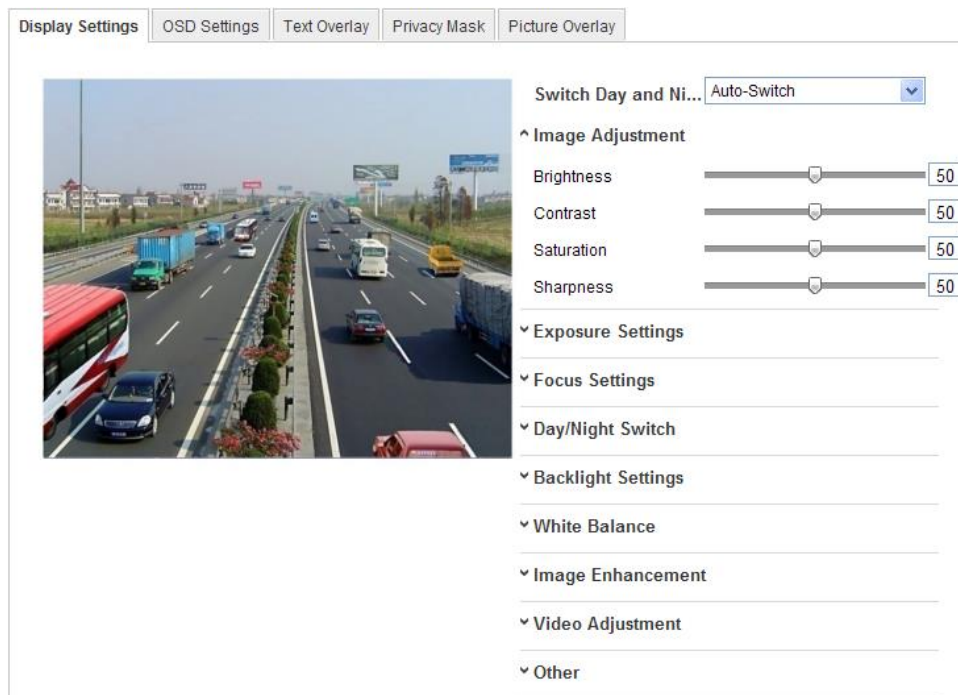 Display Settings
OSD Settings
Text Overlay
Privacy Mask
Picture Overlay
Switch Day and Ni...
Auto-Switch
Image Adjustment
Brightness
50
Contrast
50
Saturation
50
Sharpness
50
Exposure Settings
Focus Settings
Day/Night Switch
Backlight Settings
White Balance
Image Enhancement
Video Adjustment
Other